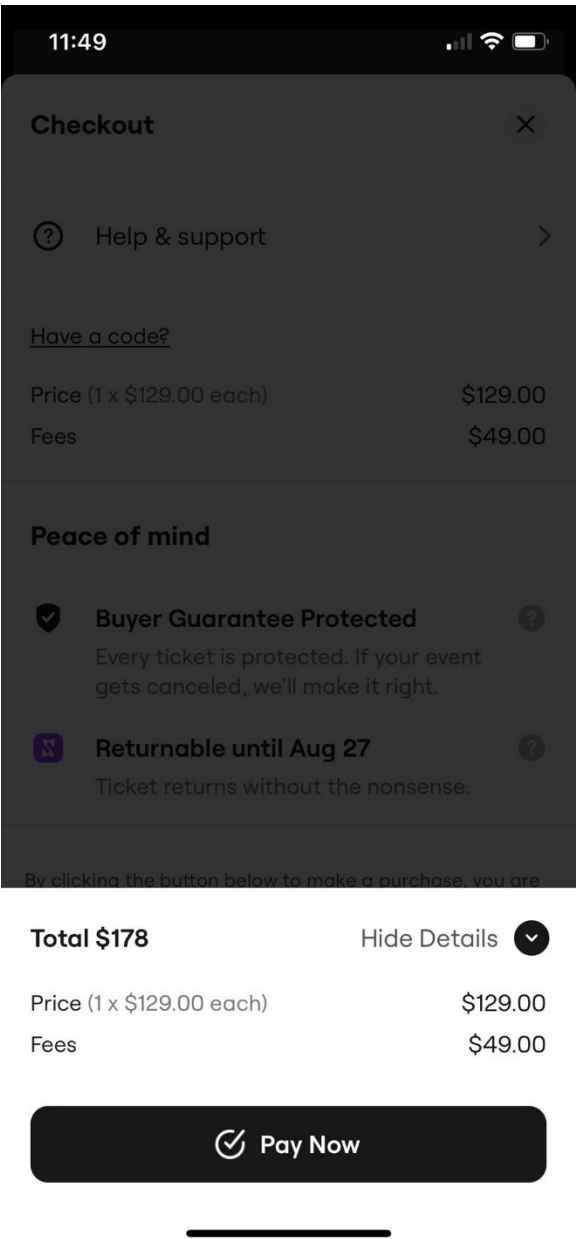 11:49
Checkout
Help & support
Have a code?
Price (1 x $129.00 each) $129.00
Fees $49.00
Peace of mind
Buyer Guarantee Protected
Every ticket is protected. If your event
gets canceled, we'll make it right.
Returnable until Aug 27
Ticket returns without the nonsense.
By clicking the button below to make a purchase, you are
Total $178 Hide Details
Price (1 x $129.00 each) $129.00
Fees $49.00
Pay Now